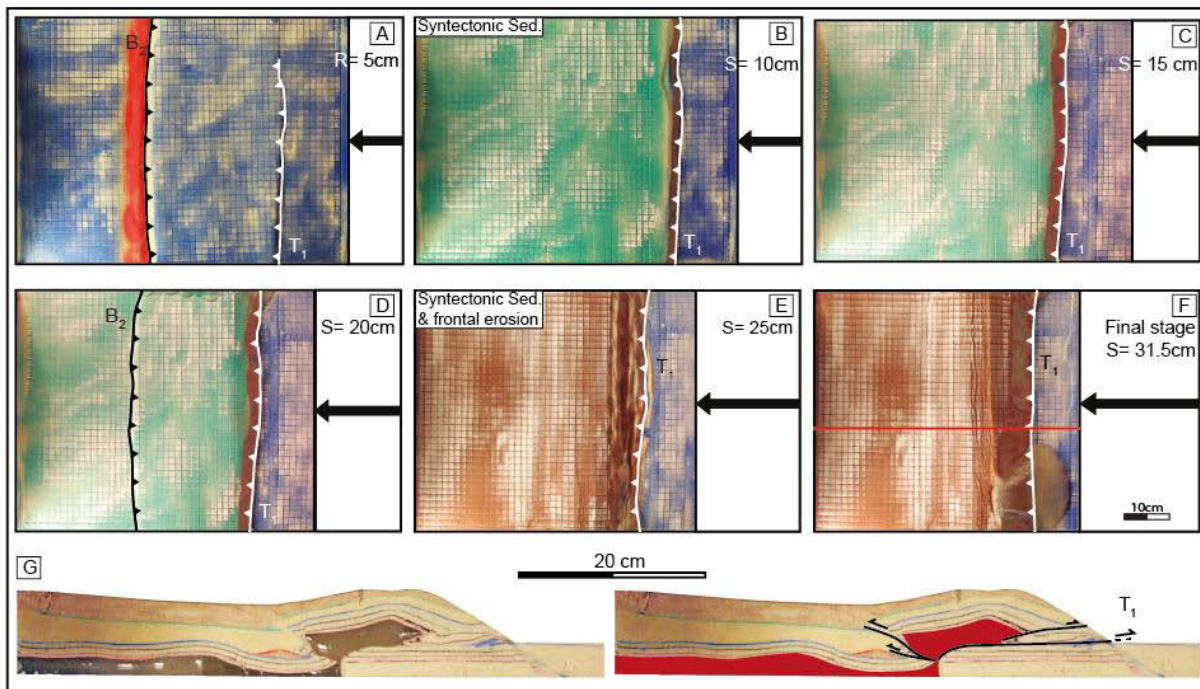 A
B₂
R= 5cm
T₁
Syntectonic Sed.
B
S= 10cm
T₁
C
S= 15 cm
T₁
D
B₂
S= 20cm
T₁
Syntectonic Sed.
& frontal erosion
E
S= 25cm
T₁
F
Final stage
S= 31.5cm
T₁
10cm
G
20 cm
T₁